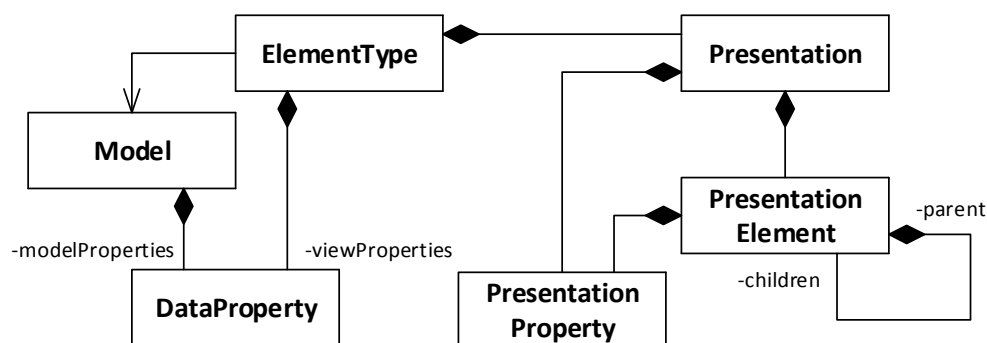 ElementType
Presentation
Model
Presentation
Element
-parent
-modelProperties
-viewProperties
-children
DataProperty
Presentation
Property